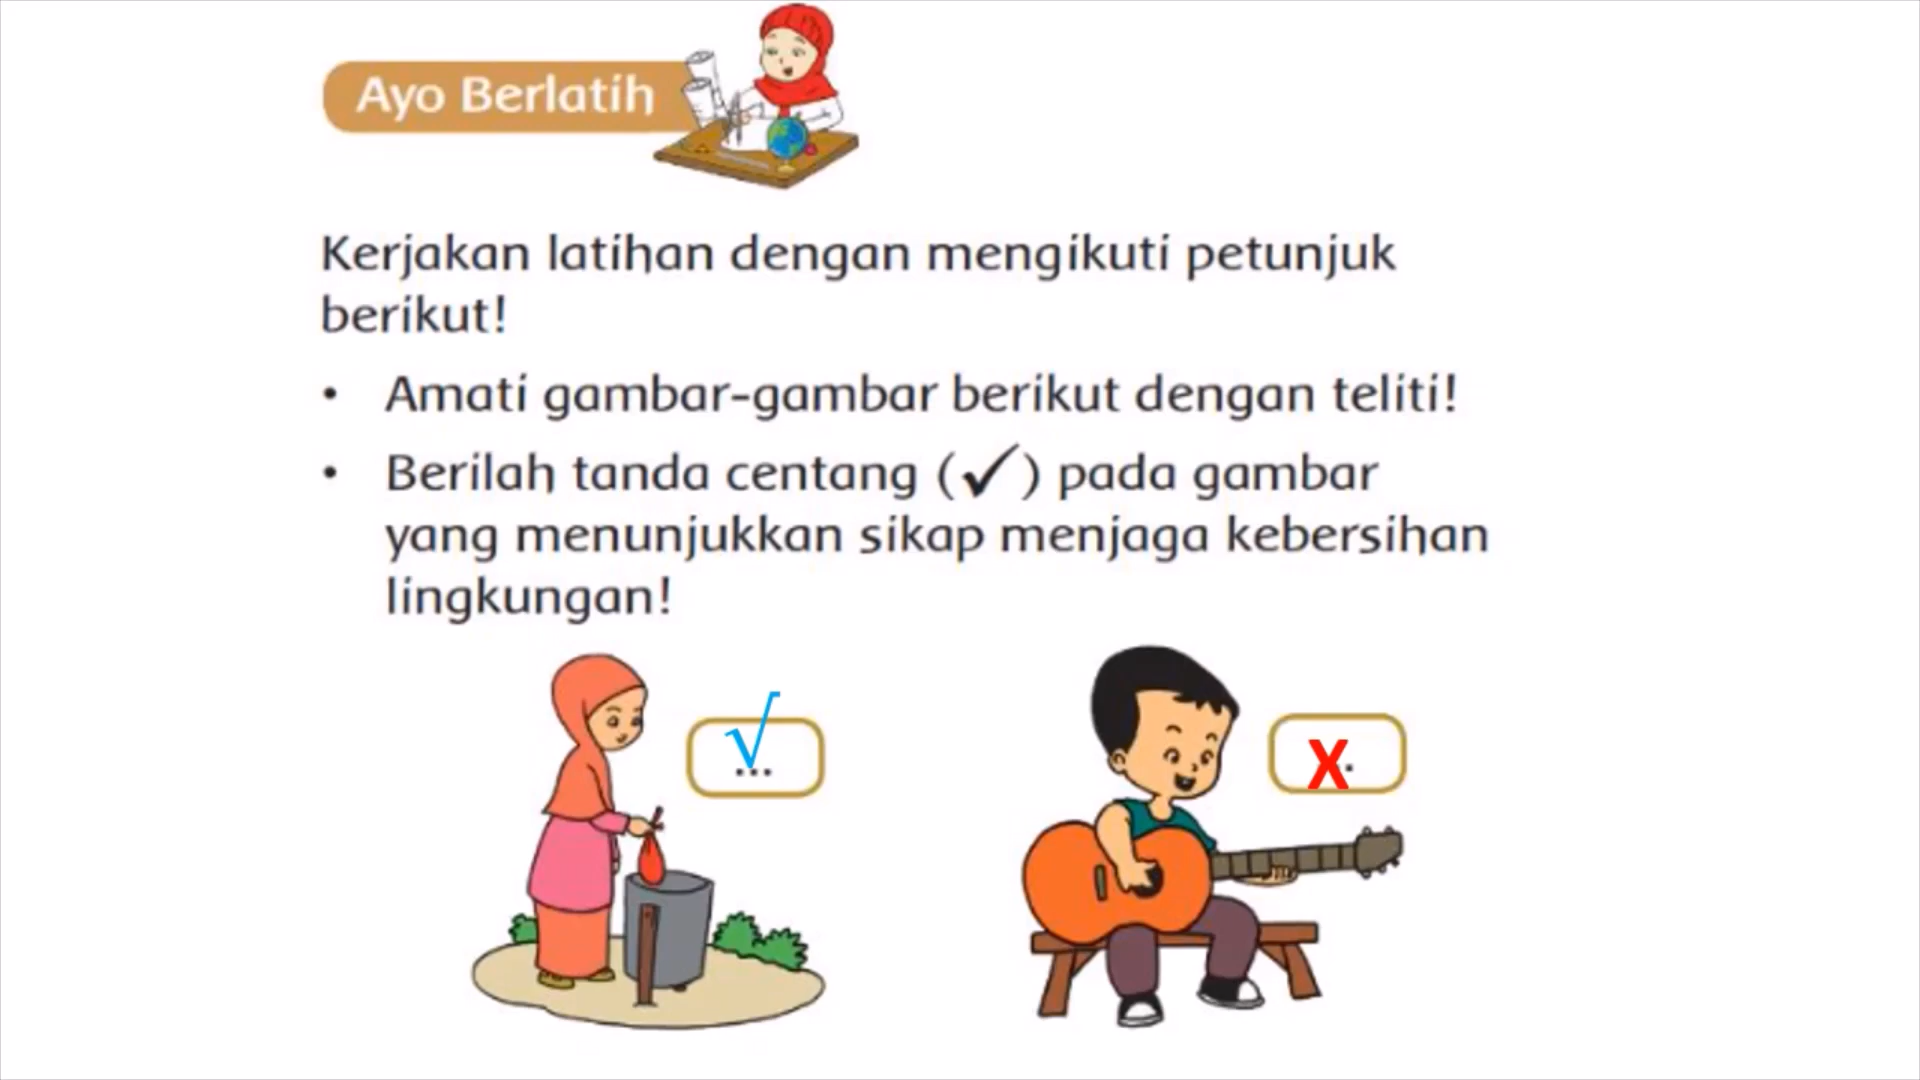 Ayo Berlatih
Kerjakan latihan dengan mengikuti petunjuk
berikut!
• Amati gambar-gambar berikut dengan teliti!
• Berilah tanda centang (✓) pada gambar
yang menunjukkan sikap menjaga kebersihan
lingkungan!
√
...
X.